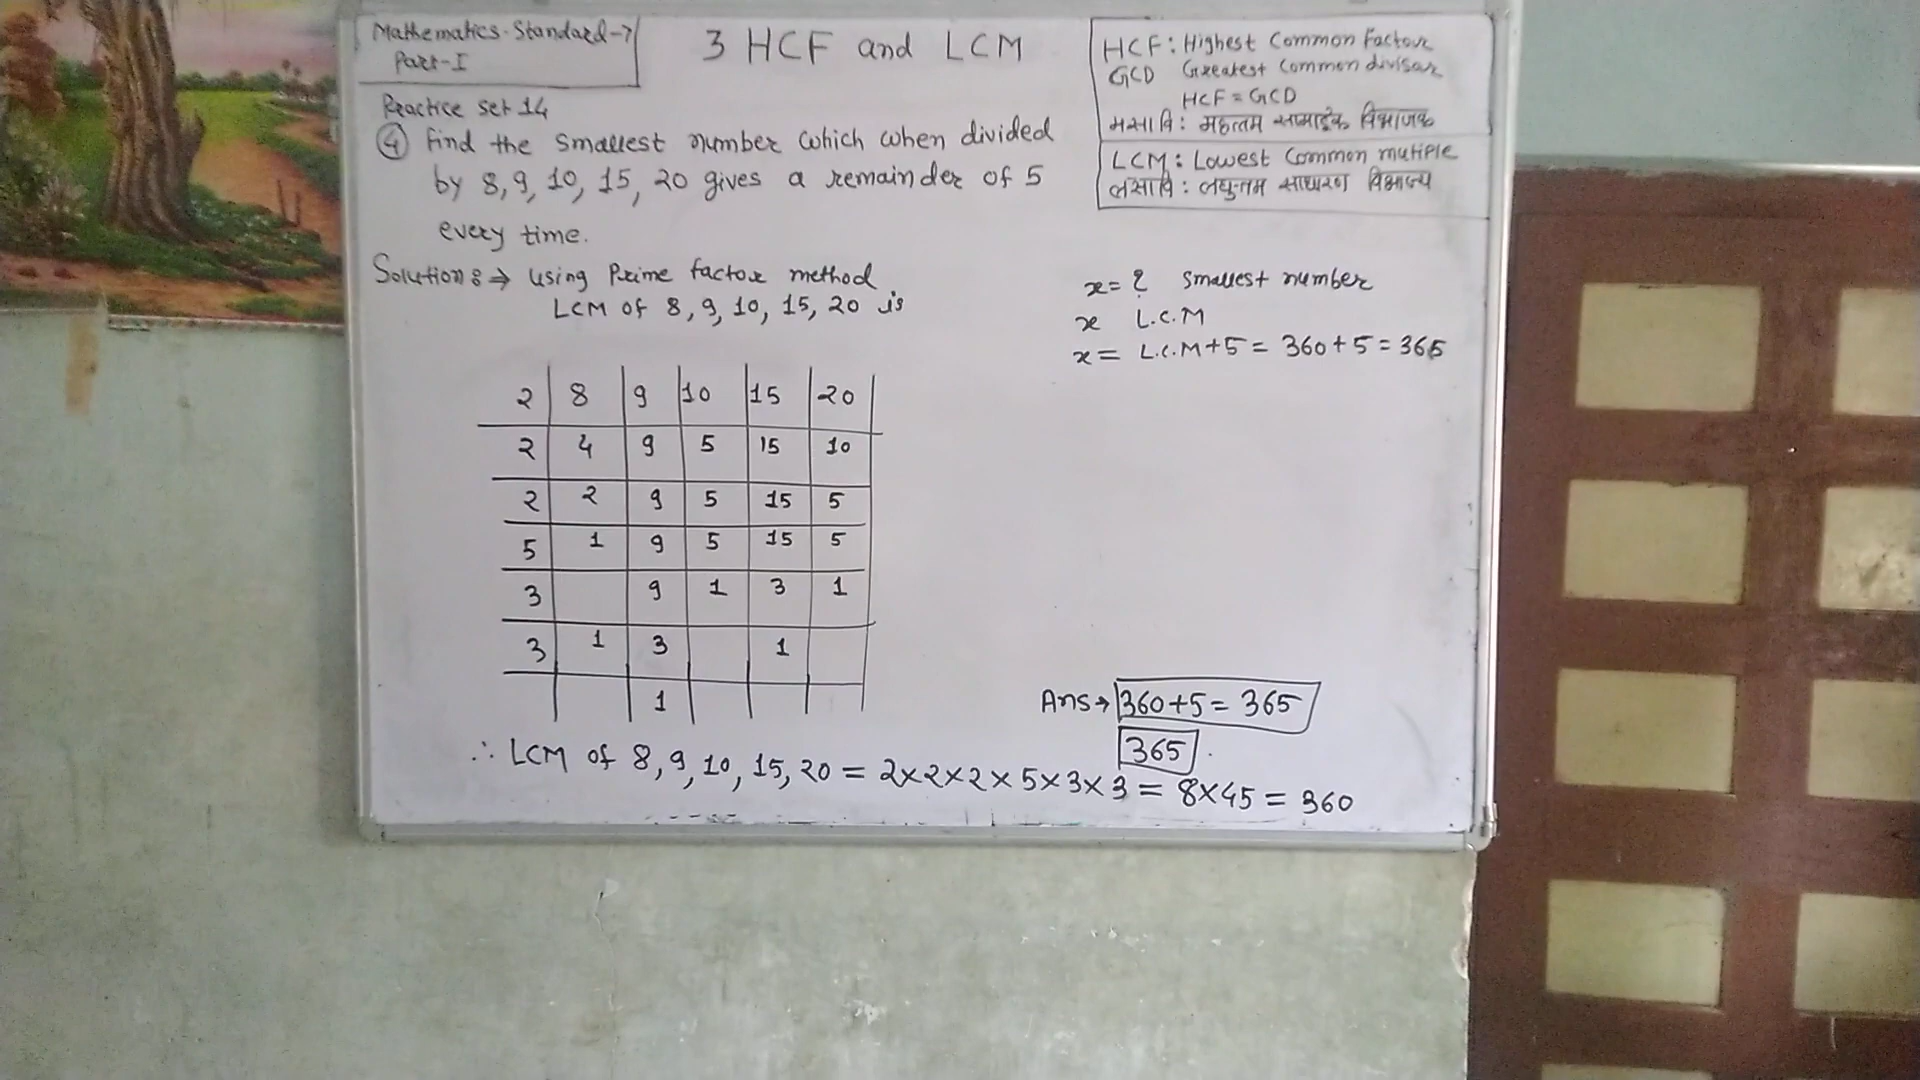 Mathematics-Standard-7
Part-I
3 HCF and LCM
HCF: Highest Common Factor
GCD Greatest Common divisor
HCF = GCD
मसावि: महत्तम विभाजक
LCM: Lowest Common mutiple
लसावि: लघुत्तम साधारण विभाज्य
Practice set 14
④ Find the smallest number which when divided
by 8, 9, 10, 15, 20 gives a remainder of 5
every time.
Solution: ⇒ using Prime factor method
LCM of 8, 9, 10, 15, 20 is
x = ? smallest number
x L.C.M
x = L.C.M+5 = 360+5 = 365
2 8 9 10 15 20
2 4 9 5 15 10
2 2 9 5 15 5
5 1 9 5 15 5
3 9 1 3 1
3 1 3 1
1
Ans → 360+5 = 365
365
∴ LCM of 8, 9, 10, 15, 20 = 2×2×2×5×3×3 = 8×45 = 360